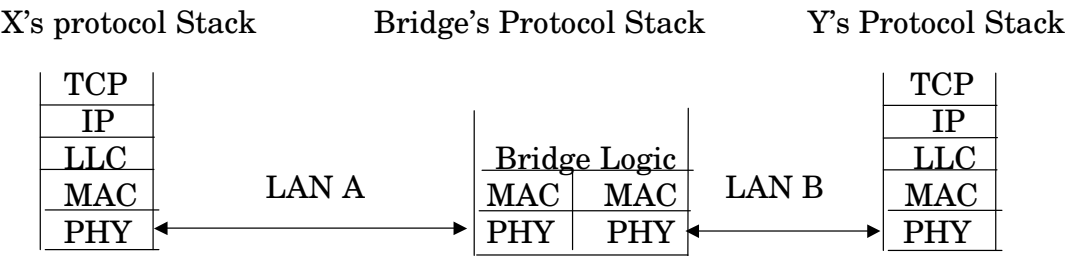 X's protocol Stack Bridge's Protocol Stack Y's Protocol Stack
TCP TCP
IP IP
LLC Bridge Logic LLC
MAC LAN A MAC MAC LAN B MAC
PHY PHY PHY PHY